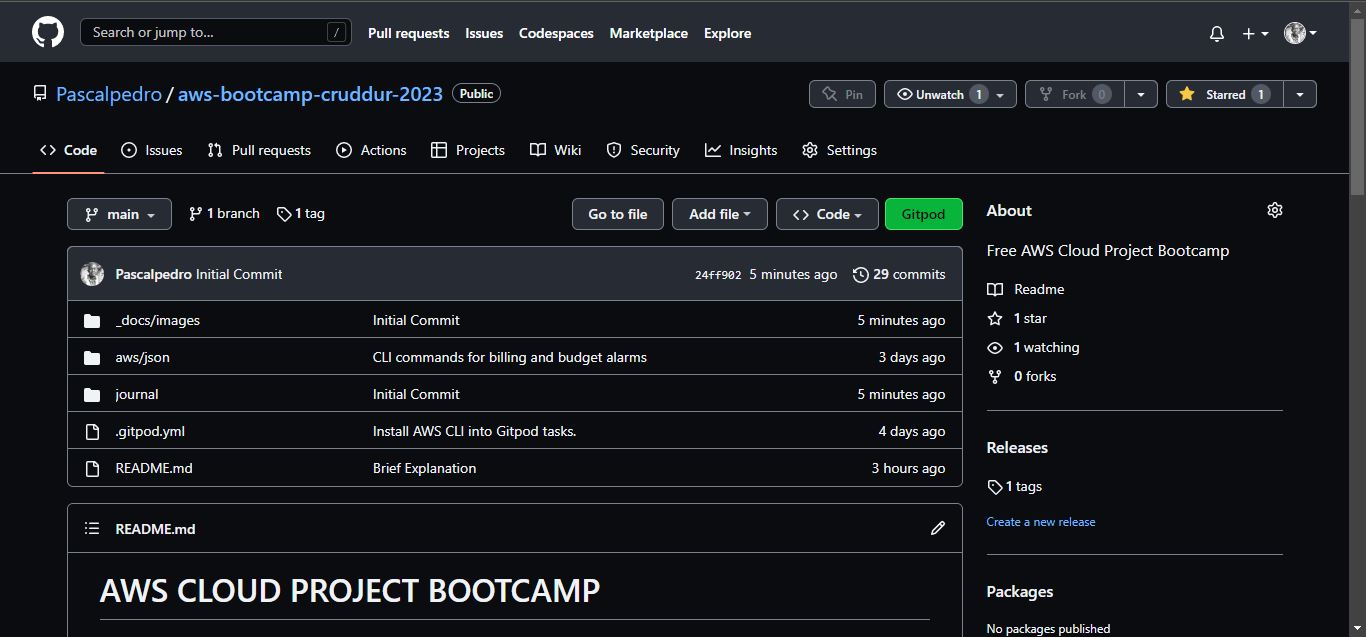 Search or jump to... / Pull requests Issues Codespaces Marketplace Explore
Pascalpedro / aws-bootcamp-cruddur-2023 Public Pin Unwatch 1 Fork 0 Starred 1
Code Issues Pull requests Actions Projects Wiki Security Insights Settings
main 1 branch 1 tag Go to file Add file Code Gitpod
Pascalpedro Initial Commit 24ff902 5 minutes ago 29 commits
_docs/images Initial Commit 5 minutes ago
aws/json CLI commands for billing and budget alarms 3 days ago
journal Initial Commit 5 minutes ago
.gitpod.yml Install AWS CLI into Gitpod tasks. 4 days ago
README.md Brief Explanation 3 hours ago
README.md
AWS CLOUD PROJECT BOOTCAMP
About
Free AWS Cloud Project Bootcamp
Readme
1 star
1 watching
0 forks
Releases
1 tags
Create a new release
Packages
No packages published